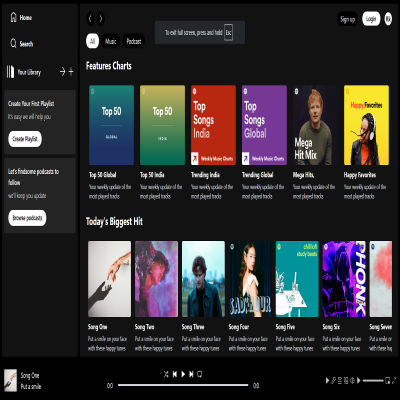 Home
Search
Your Library
Create Your First Playlist
It's easy we will help you
Create Playlist
Let's findsome podcasts to
follow
we'll keep you update
Browse podcasts
Sign up
Login
To exit full screen, press and hold Esc
All
Music
Podcast
Features Charts
Top 50
GLOBAL
Top 50 Global
Your weekly update of the
most played tracks
Top 50
INDIA
Top 50 India
Your weekly update of the
most played tracks
Top
Songs
India
Weekly Music Charts
Trending India
Your weekly update of the
most played tracks
Top
Songs
Global
Weekly Music Charts
Trending Global
Your weekly update of the
most played tracks
Mega
Hit Mix
Mega Hits,
Your weekly update of the
most played tracks
Happy Favorites
Happy Favorites
Your weekly update of the
most played tracks
Today's Biggest Hit
Song One
Put a smile on your face
with these happy tunes
Song Two
Put a smile on your face
with these happy tunes
Song Three
Put a smile on your face
with these happy tunes
SAD HOUR
Song Four
Put a smile on your face
with these happy tunes
chill lofi
study beats
Song Five
Put a smile on your face
with these happy tunes
PHONK
Song Six
Put a smile on your face
with these happy tunes
Song Seven
Put a smile on your face
with these happy tunes
Song One
Put a smile
00
00